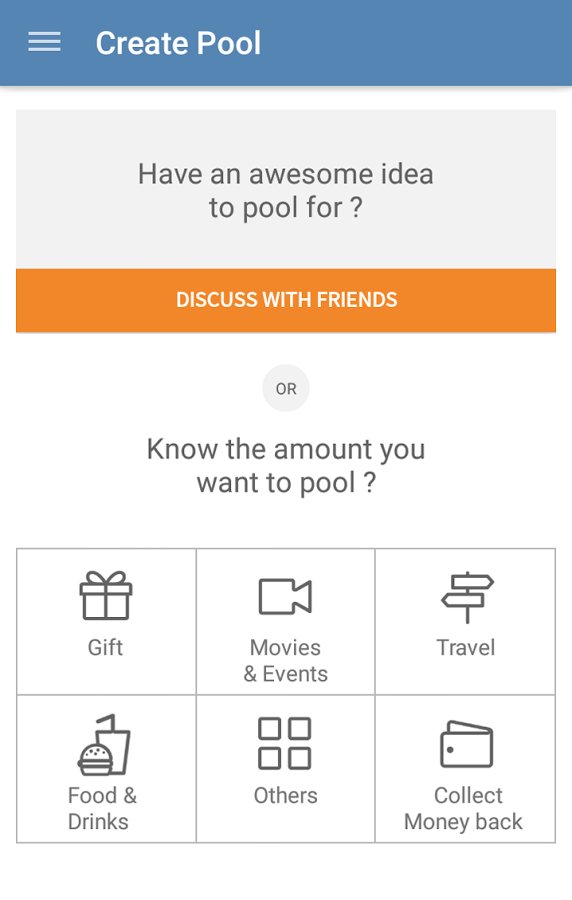 Create Pool
Have an awesome idea
to pool for ?
DISCUSS WITH FRIENDS
OR
Know the amount you
want to pool ?
Gift
Movies
& Events
Travel
Food &
Drinks
Others
Collect
Money back